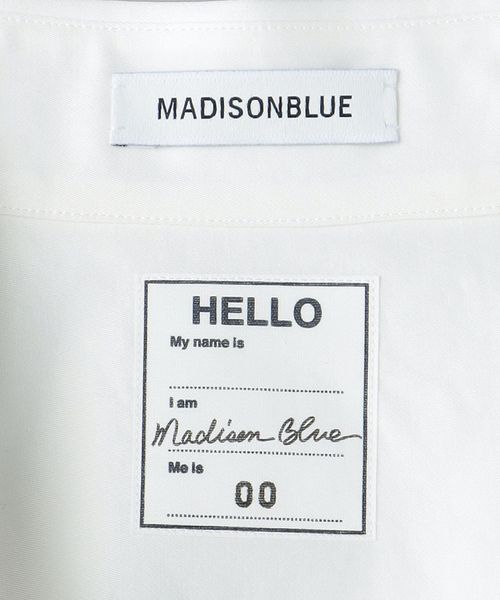 MADISONBLUE
HELLO
My name is
I am
Madison Blue
Me is
00